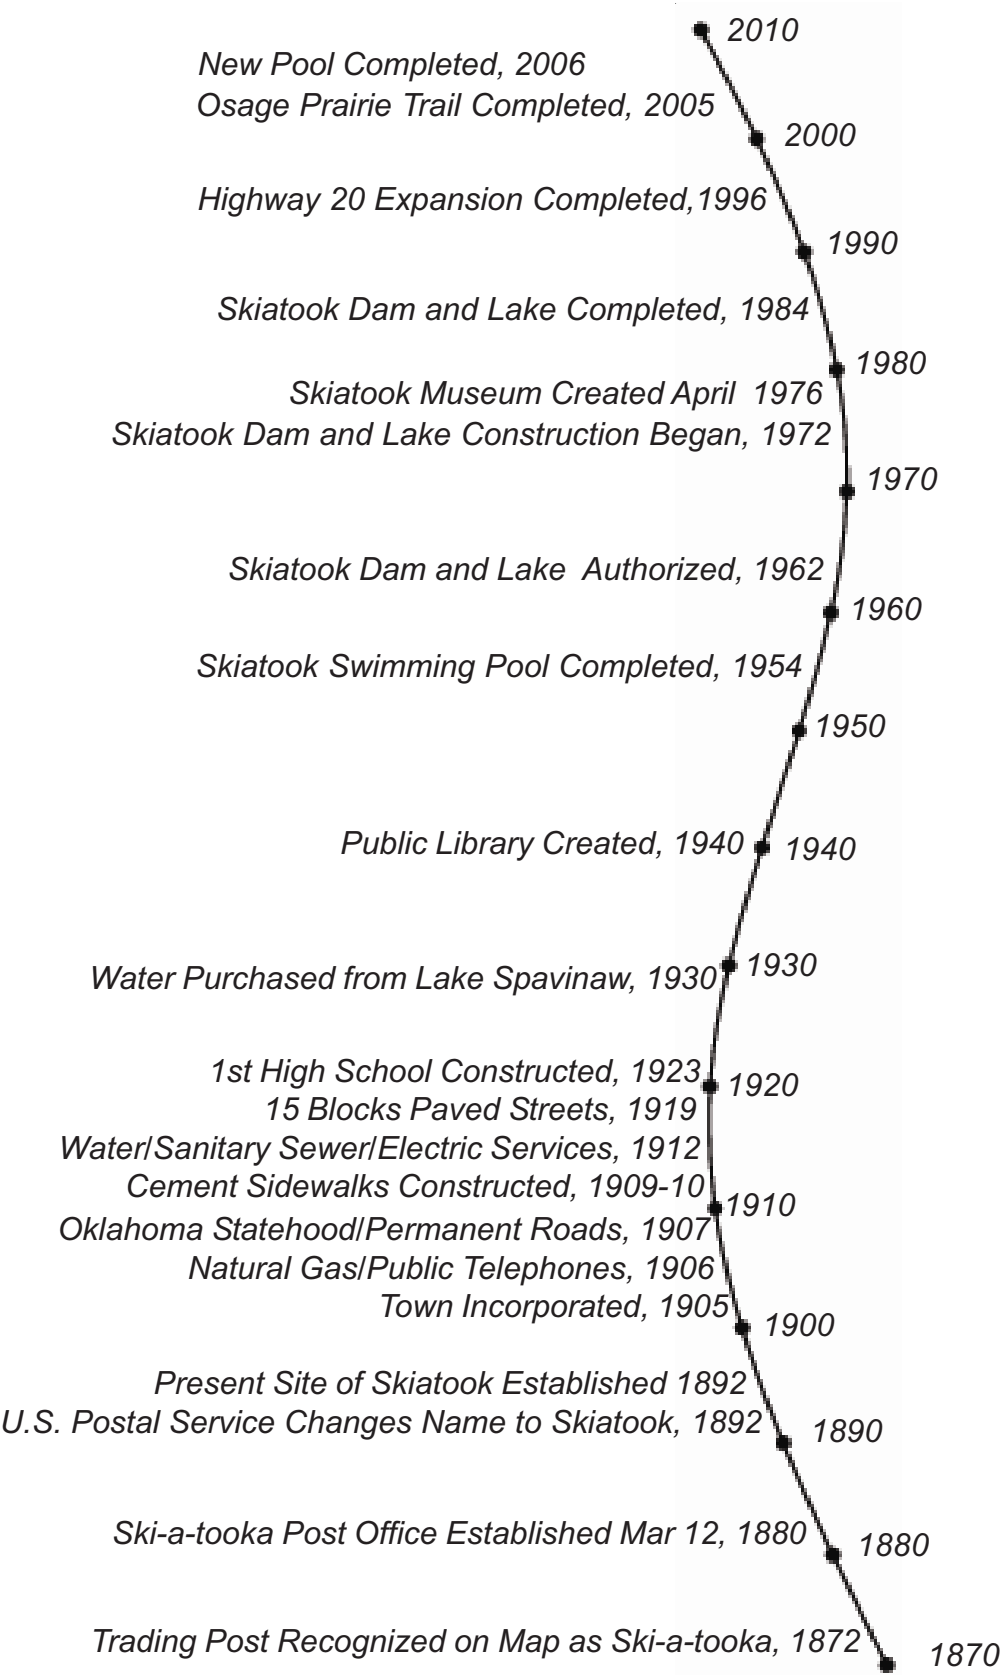 2010
New Pool Completed, 2006
Osage Prairie Trail Completed, 2005
2000
Highway 20 Expansion Completed,1996
1990
Skiatook Dam and Lake Completed, 1984
1980
Skiatook Museum Created April 1976
Skiatook Dam and Lake Construction Began, 1972
1970
Skiatook Dam and Lake Authorized, 1962
1960
Skiatook Swimming Pool Completed, 1954
1950
Public Library Created, 1940
1940
Water Purchased from Lake Spavinaw, 1930
1930
1st High School Constructed, 1923
1920
15 Blocks Paved Streets, 1919
Water/Sanitary Sewer/Electric Services, 1912
Cement Sidewalks Constructed, 1909-10
1910
Oklahoma Statehood/Permanent Roads, 1907
Natural Gas/Public Telephones, 1906
Town Incorporated, 1905
1900
Present Site of Skiatook Established 1892
U.S. Postal Service Changes Name to Skiatook, 1892
1890
Ski-a-tooka Post Office Established Mar 12, 1880
1880
Trading Post Recognized on Map as Ski-a-tooka, 1872
1870